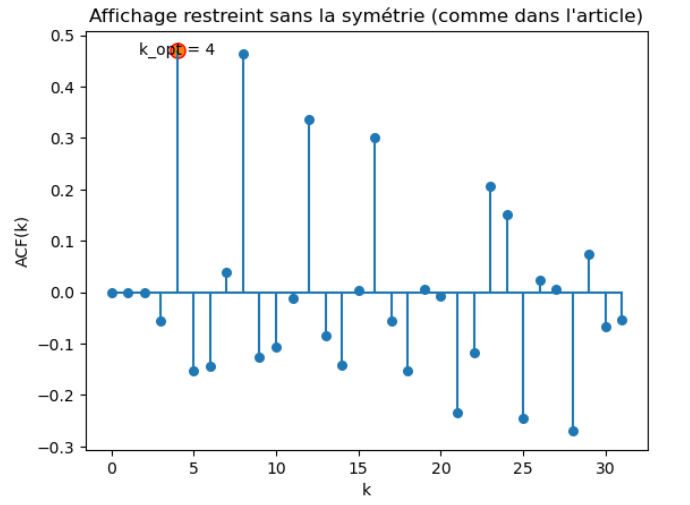 Affichage restreint sans la symétrie (comme dans l'article)
0.5
k_opt = 4
0.4
0.3
0.2
0.1
0.0
−0.1
−0.2
−0.3
ACF(k)
0 5 10 15 20 25 30
k